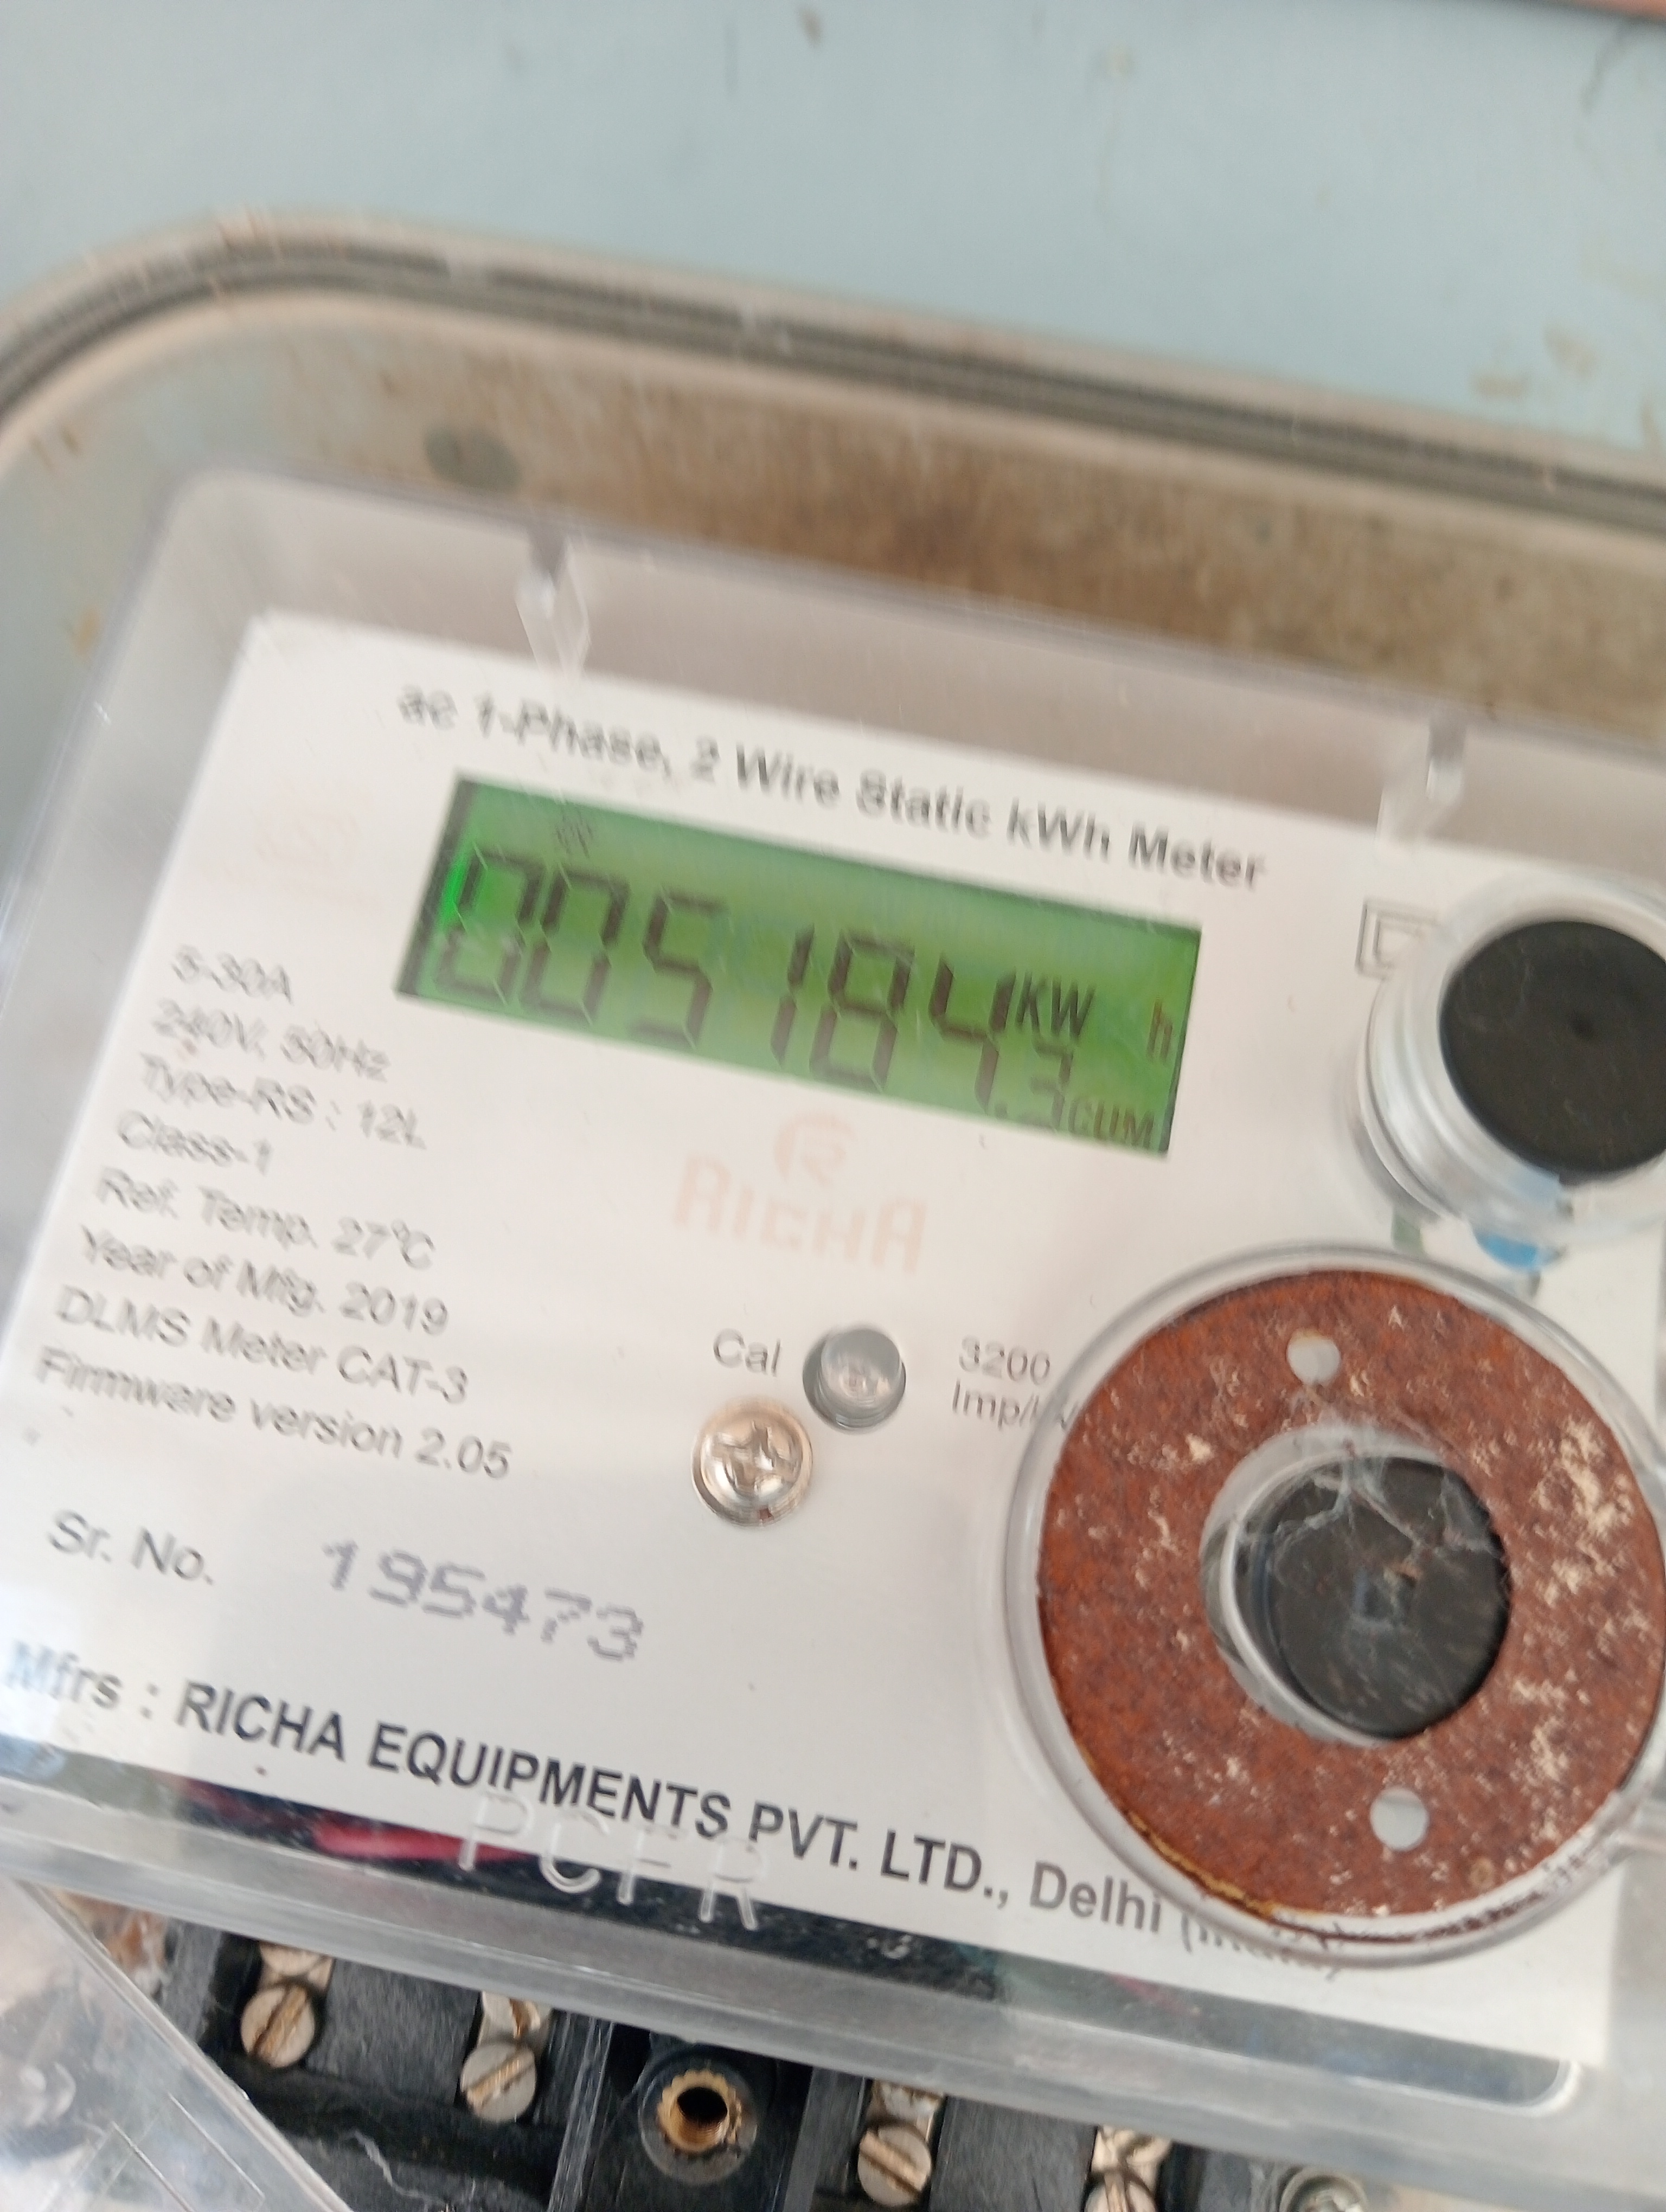 ac 1-Phase, 2 Wire Static kWh Meter
005184.3 KW h
CUM
5-30A
240V, 50Hz
Type-RS : 12L
Class-1
Ref. Temp. 27°C
Year of Mfg. 2019
DLMS Meter CAT-3
Firmware version 2.05
R
RICHA
Cal
3200
Imp/k
Sr. No. 195473
Mfrs : RICHA EQUIPMENTS PVT. LTD., Delhi (India)